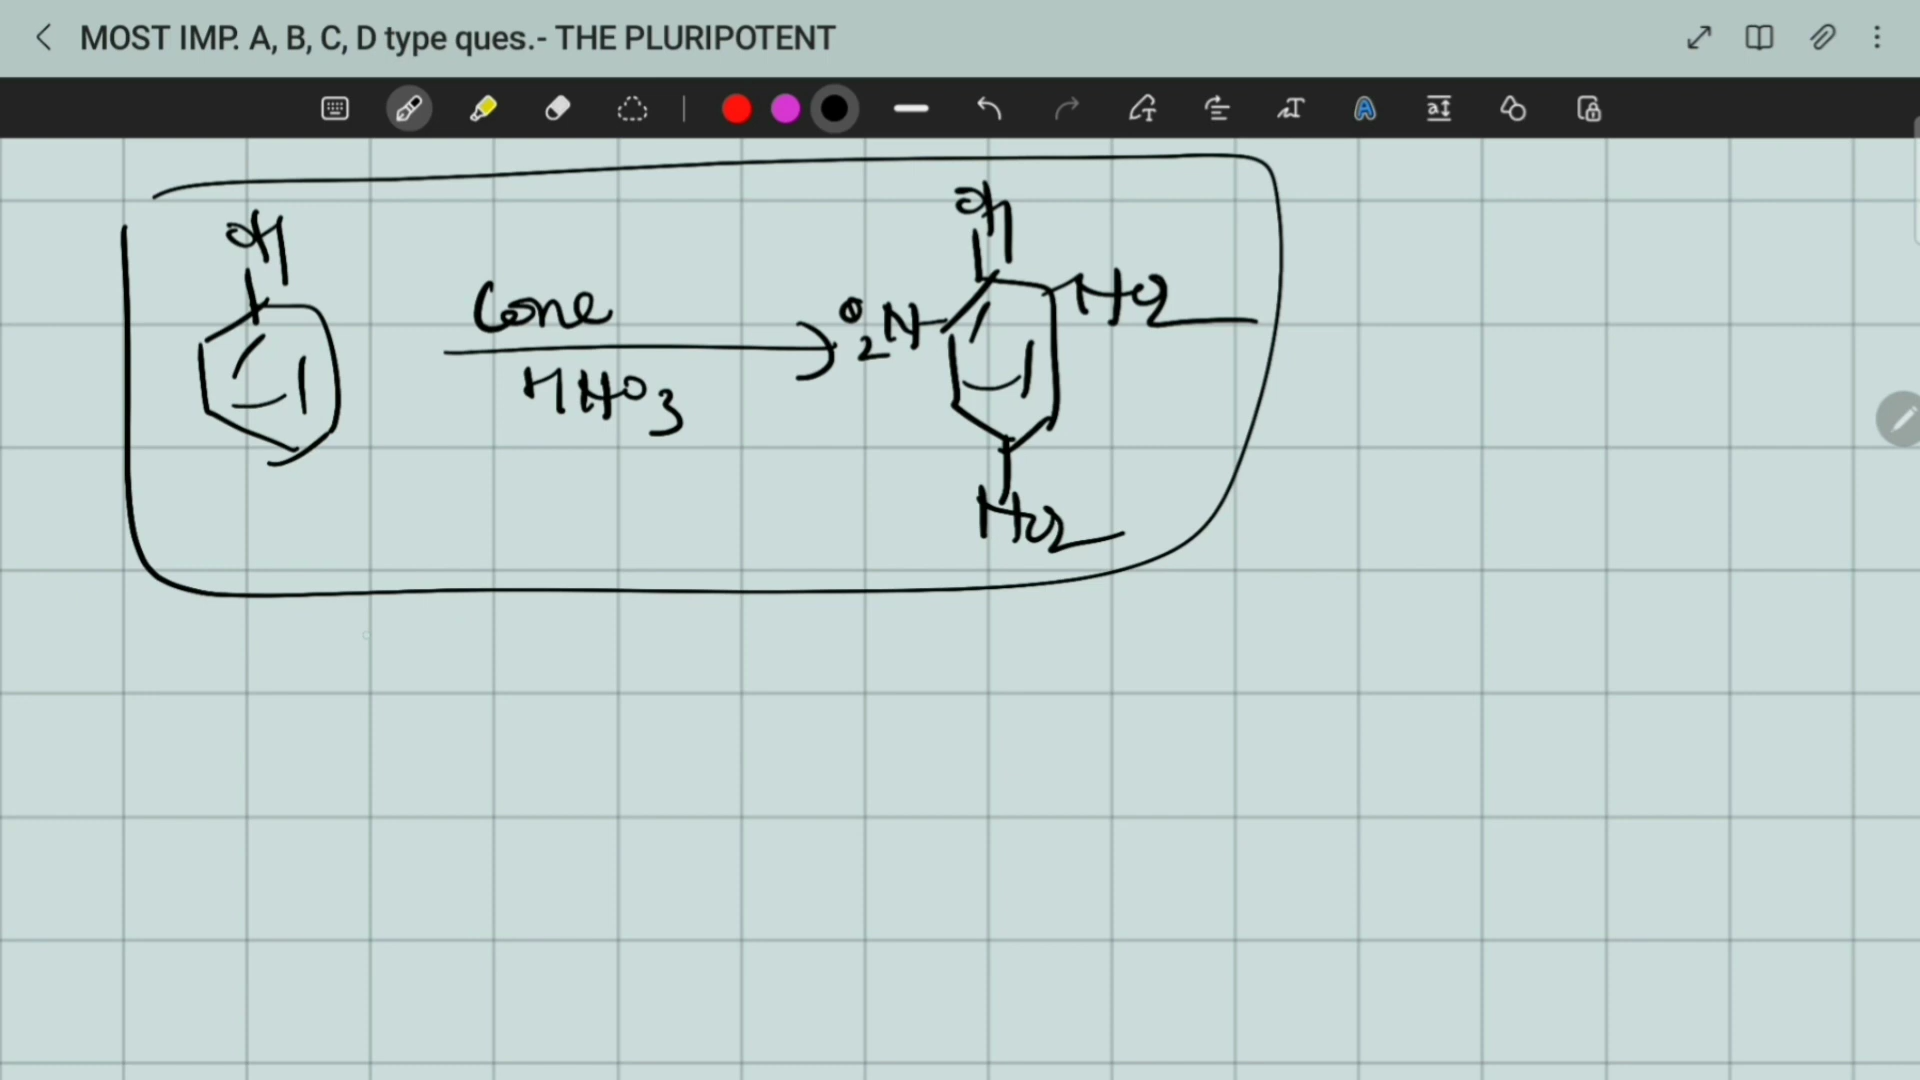 MOST IMP. A, B, C, D type ques.- THE PLURIPOTENT
OH
OH
Conc
HNO3
O2N
NO2
NO2